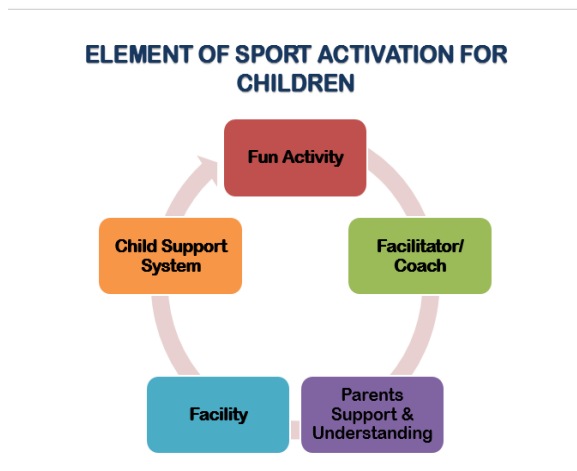 ELEMENT OF SPORT ACTIVATION FOR
CHILDREN
Fun Activity
Facilitator/
Coach
Parents
Support &
Understanding
Facility
Child Support
System